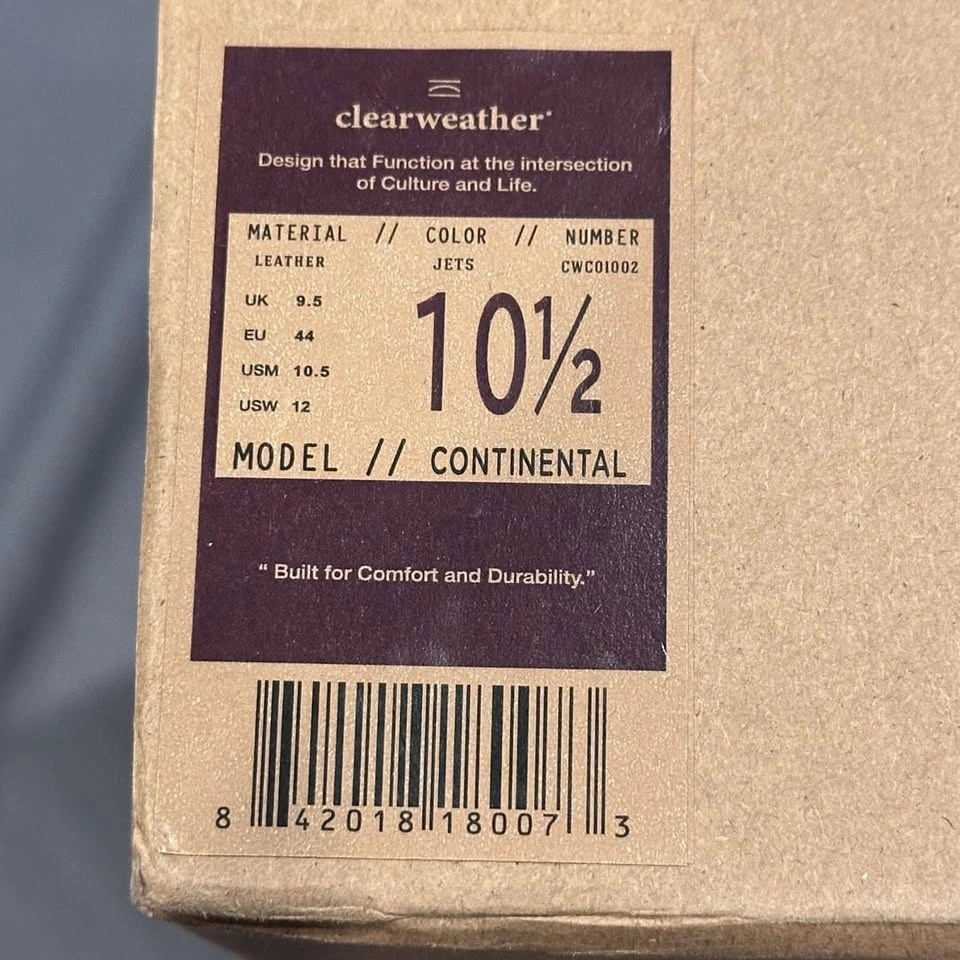 clearweather
Design that Function at the intersection
of Culture and Life.
MATERIAL // COLOR // NUMBER
LEATHER JETS CWC01002
UK 9.5
EU 44
USM 10.5
USW 12
10½
MODEL // CONTINENTAL
“ Built for Comfort and Durability.”
8 42018 18007 3